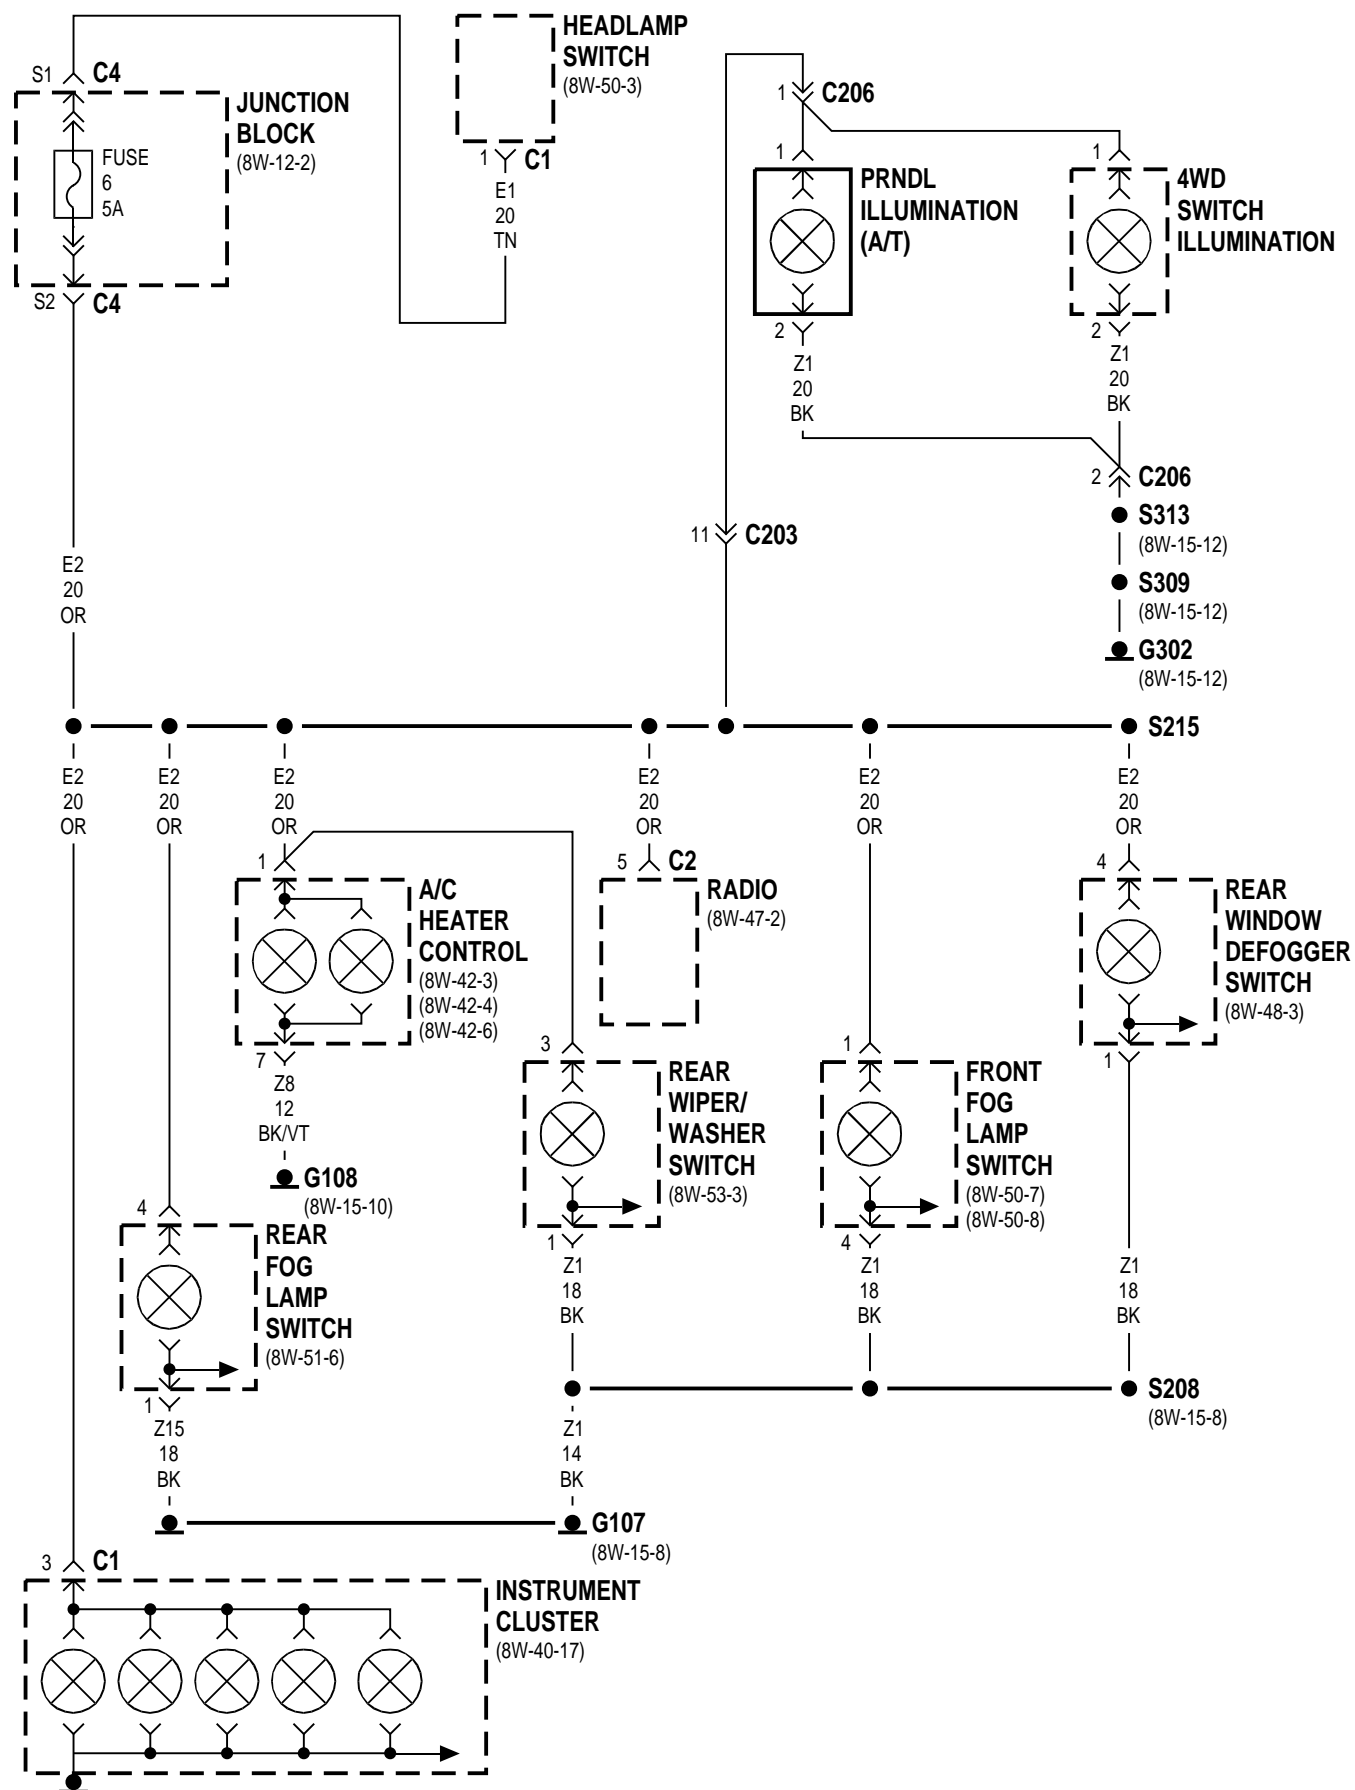 HEADLAMP
SWITCH
(8W-50-3)
S1 C4
JUNCTION
BLOCK
(8W-12-2)
FUSE
6
5A
S2 C4
1 C1
E1
20
TN
1 C206
1
PRNDL
ILLUMINATION
(A/T)
2
Z1
20
BK
1
4WD
SWITCH
ILLUMINATION
2
Z1
20
BK
2 C206
S313
(8W-15-12)
S309
(8W-15-12)
G302
(8W-15-12)
11 C203
E2
20
OR
S215
E2
20
OR
E2
20
OR
E2
20
OR
E2
20
OR
E2
20
OR
E2
20
OR
1
A/C
HEATER
CONTROL
(8W-42-3)
(8W-42-4)
(8W-42-6)
7
Z8
12
BK/VT
G108
(8W-15-10)
5 C2
RADIO
(8W-47-2)
4
REAR
WINDOW
DEFOGGER
SWITCH
(8W-48-3)
1
3
REAR
WIPER/
WASHER
SWITCH
(8W-53-3)
1
Z1
18
BK
1
FRONT
FOG
LAMP
SWITCH
(8W-50-7)
(8W-50-8)
4
Z1
18
BK
Z1
18
BK
4
REAR
FOG
LAMP
SWITCH
(8W-51-6)
1
Z15
18
BK
S208
(8W-15-8)
Z1
14
BK
G107
(8W-15-8)
3 C1
INSTRUMENT
CLUSTER
(8W-40-17)